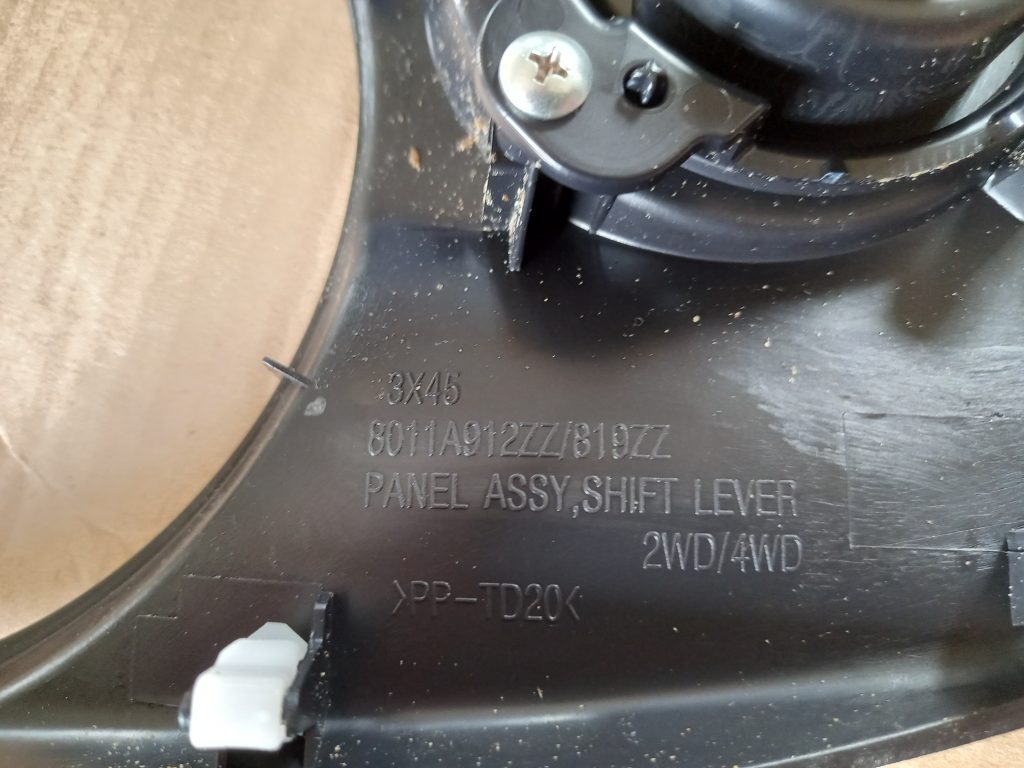 3X45
8011A912ZZ/819ZZ
PANEL ASSY,SHIFT LEVER
2WD/4WD
>PP-TD20<